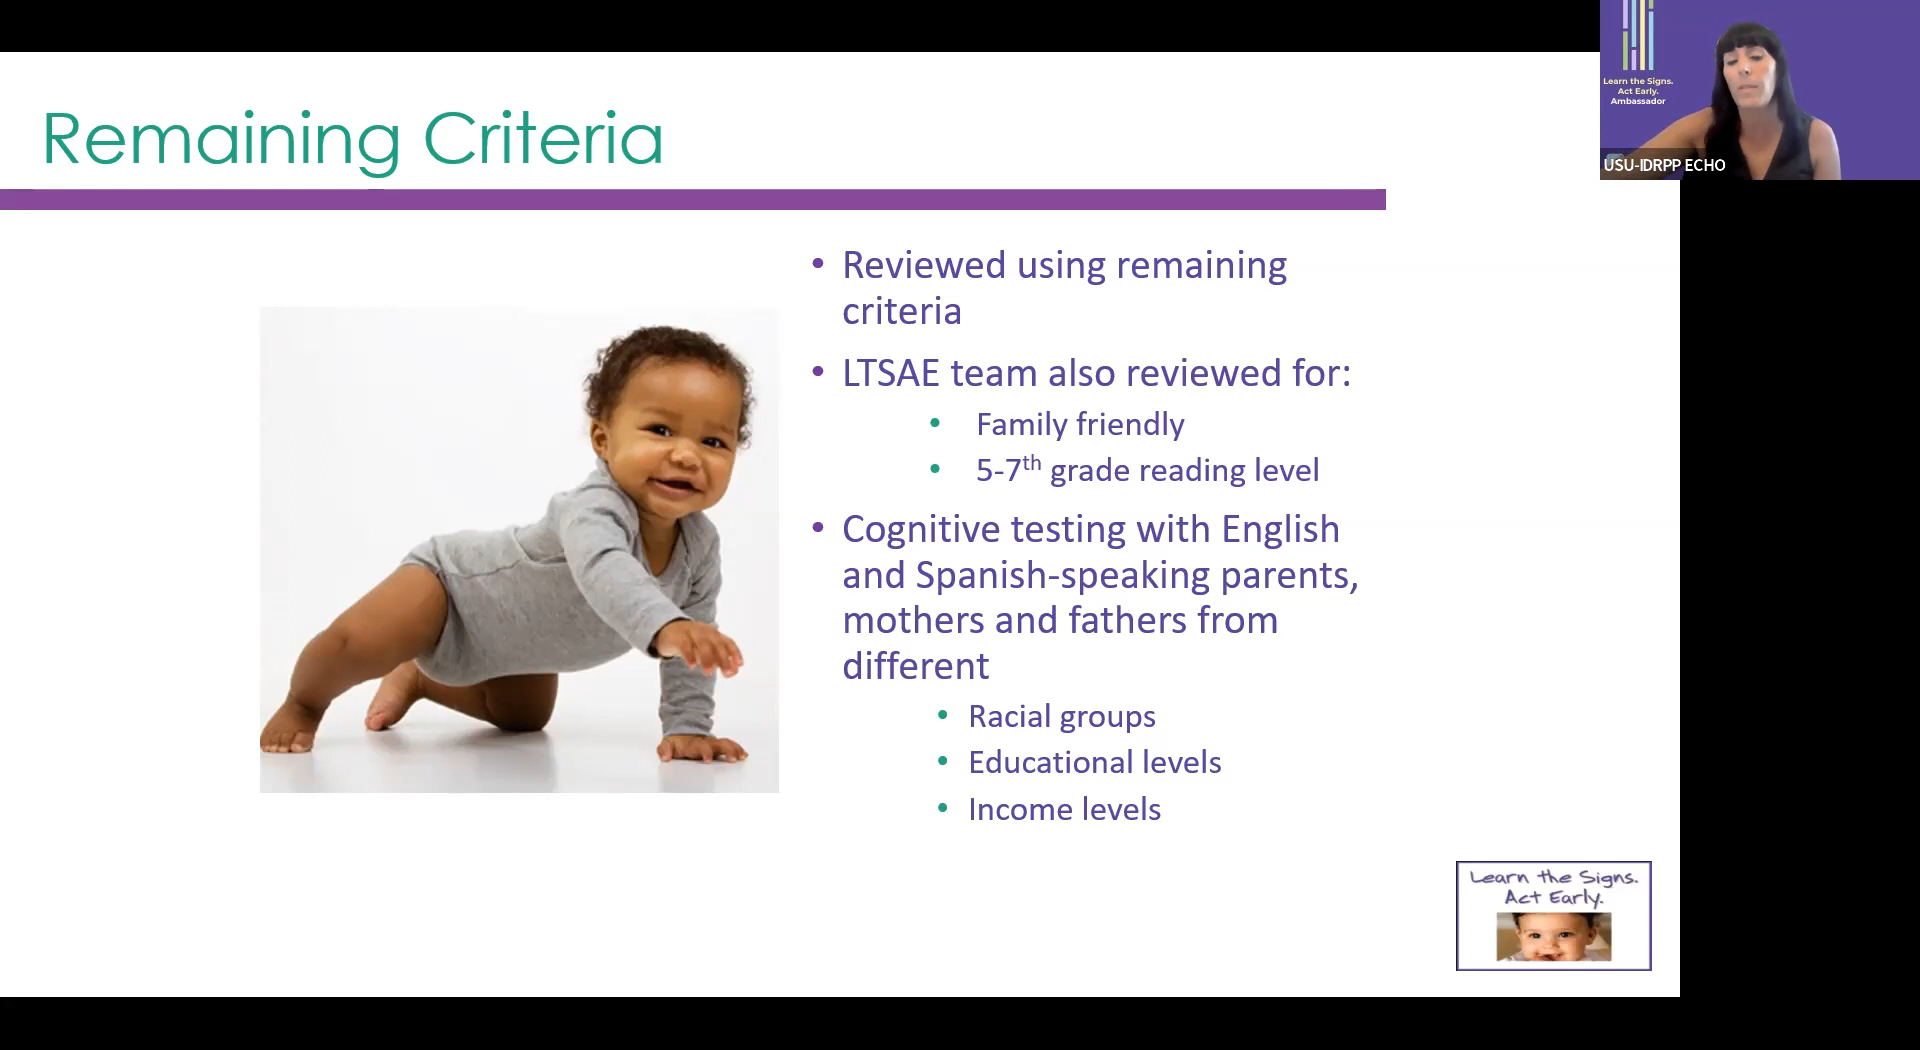 Remaining Criteria
• Reviewed using remaining
criteria
• LTSAE team also reviewed for:
• Family friendly
• 5-7th grade reading level
• Cognitive testing with English
and Spanish-speaking parents,
mothers and fathers from
different
• Racial groups
• Educational levels
• Income levels
Learn the Signs.
Act Early.
Learn the Signs.
Act Early.
Ambassador
USU-IDRPP ECHO